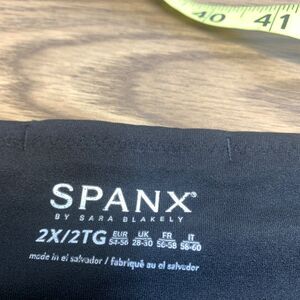 40 41
SPANX®
BY SARA BLAKELY
2X/2TG EUR UK FR IT
54-56 28-30 56-58 58-60
made in el salvador / fabriqué au el salvador